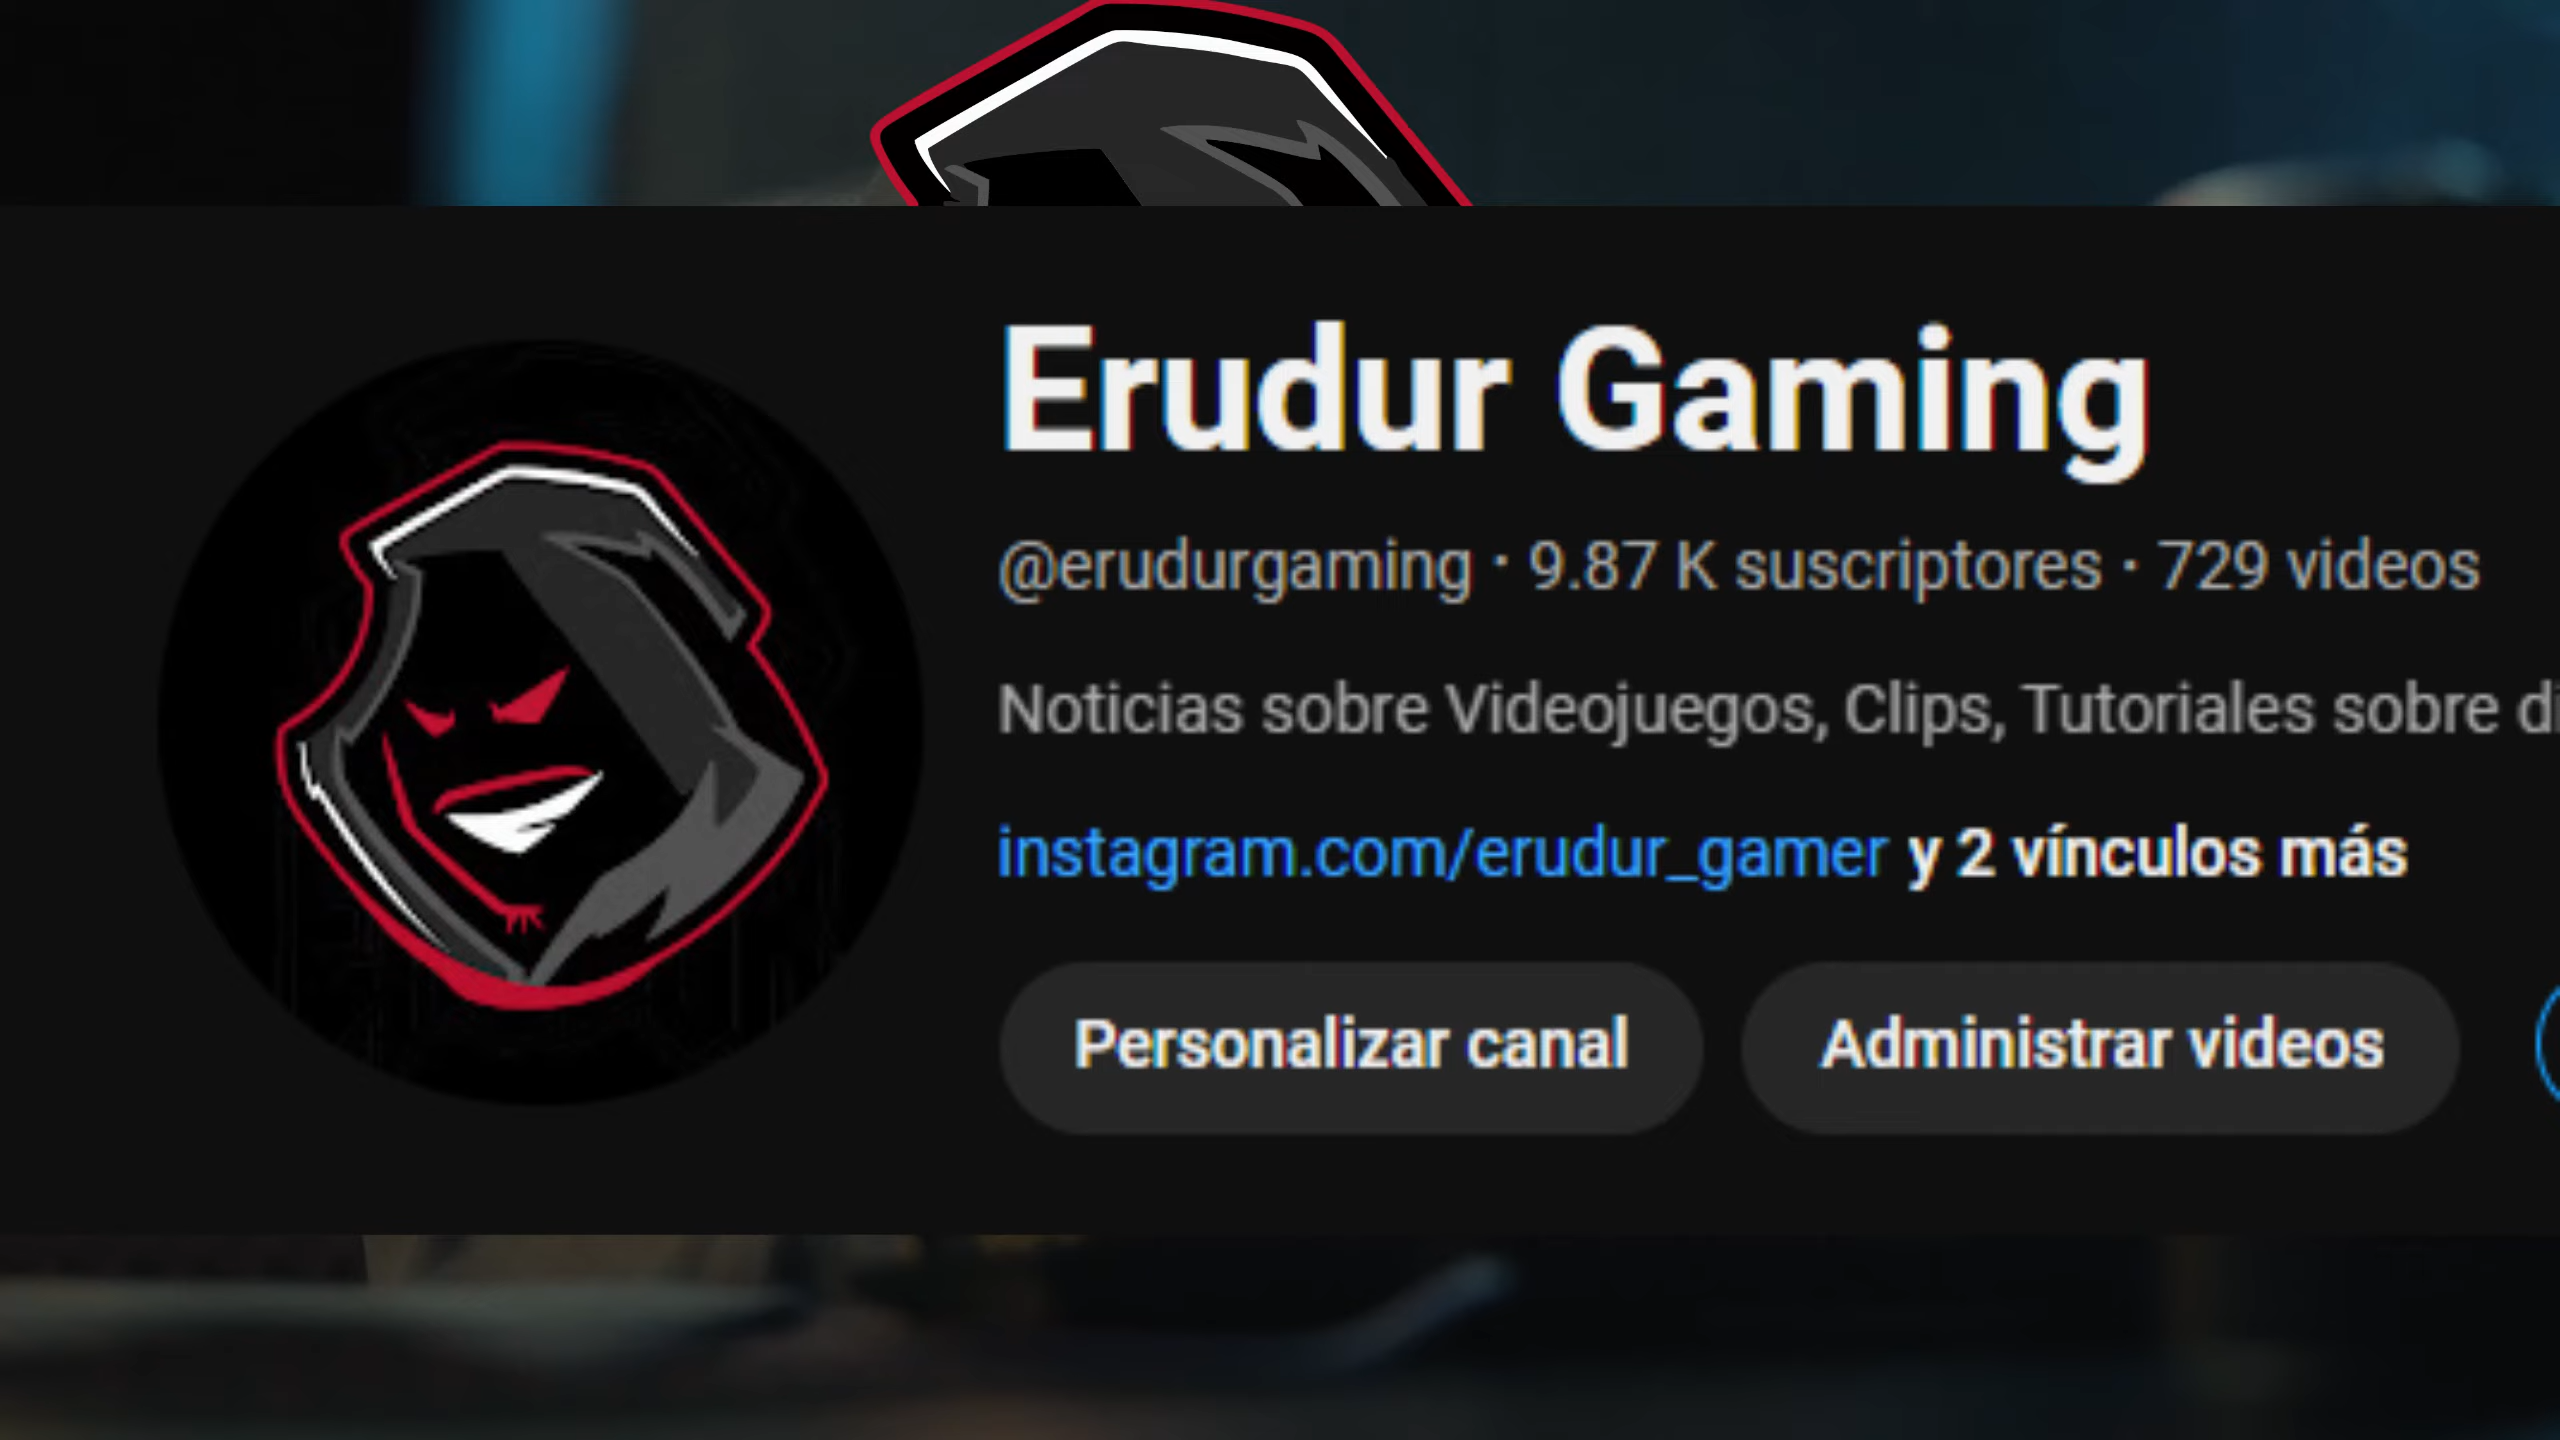 Erudur Gaming
@erudurgaming · 9.87 K suscriptores · 729 videos
Noticias sobre Videojuegos, Clips, Tutoriales sobre
instagram.com/erudur_gamer y 2 vínculos más
Personalizar canal
Administrar videos